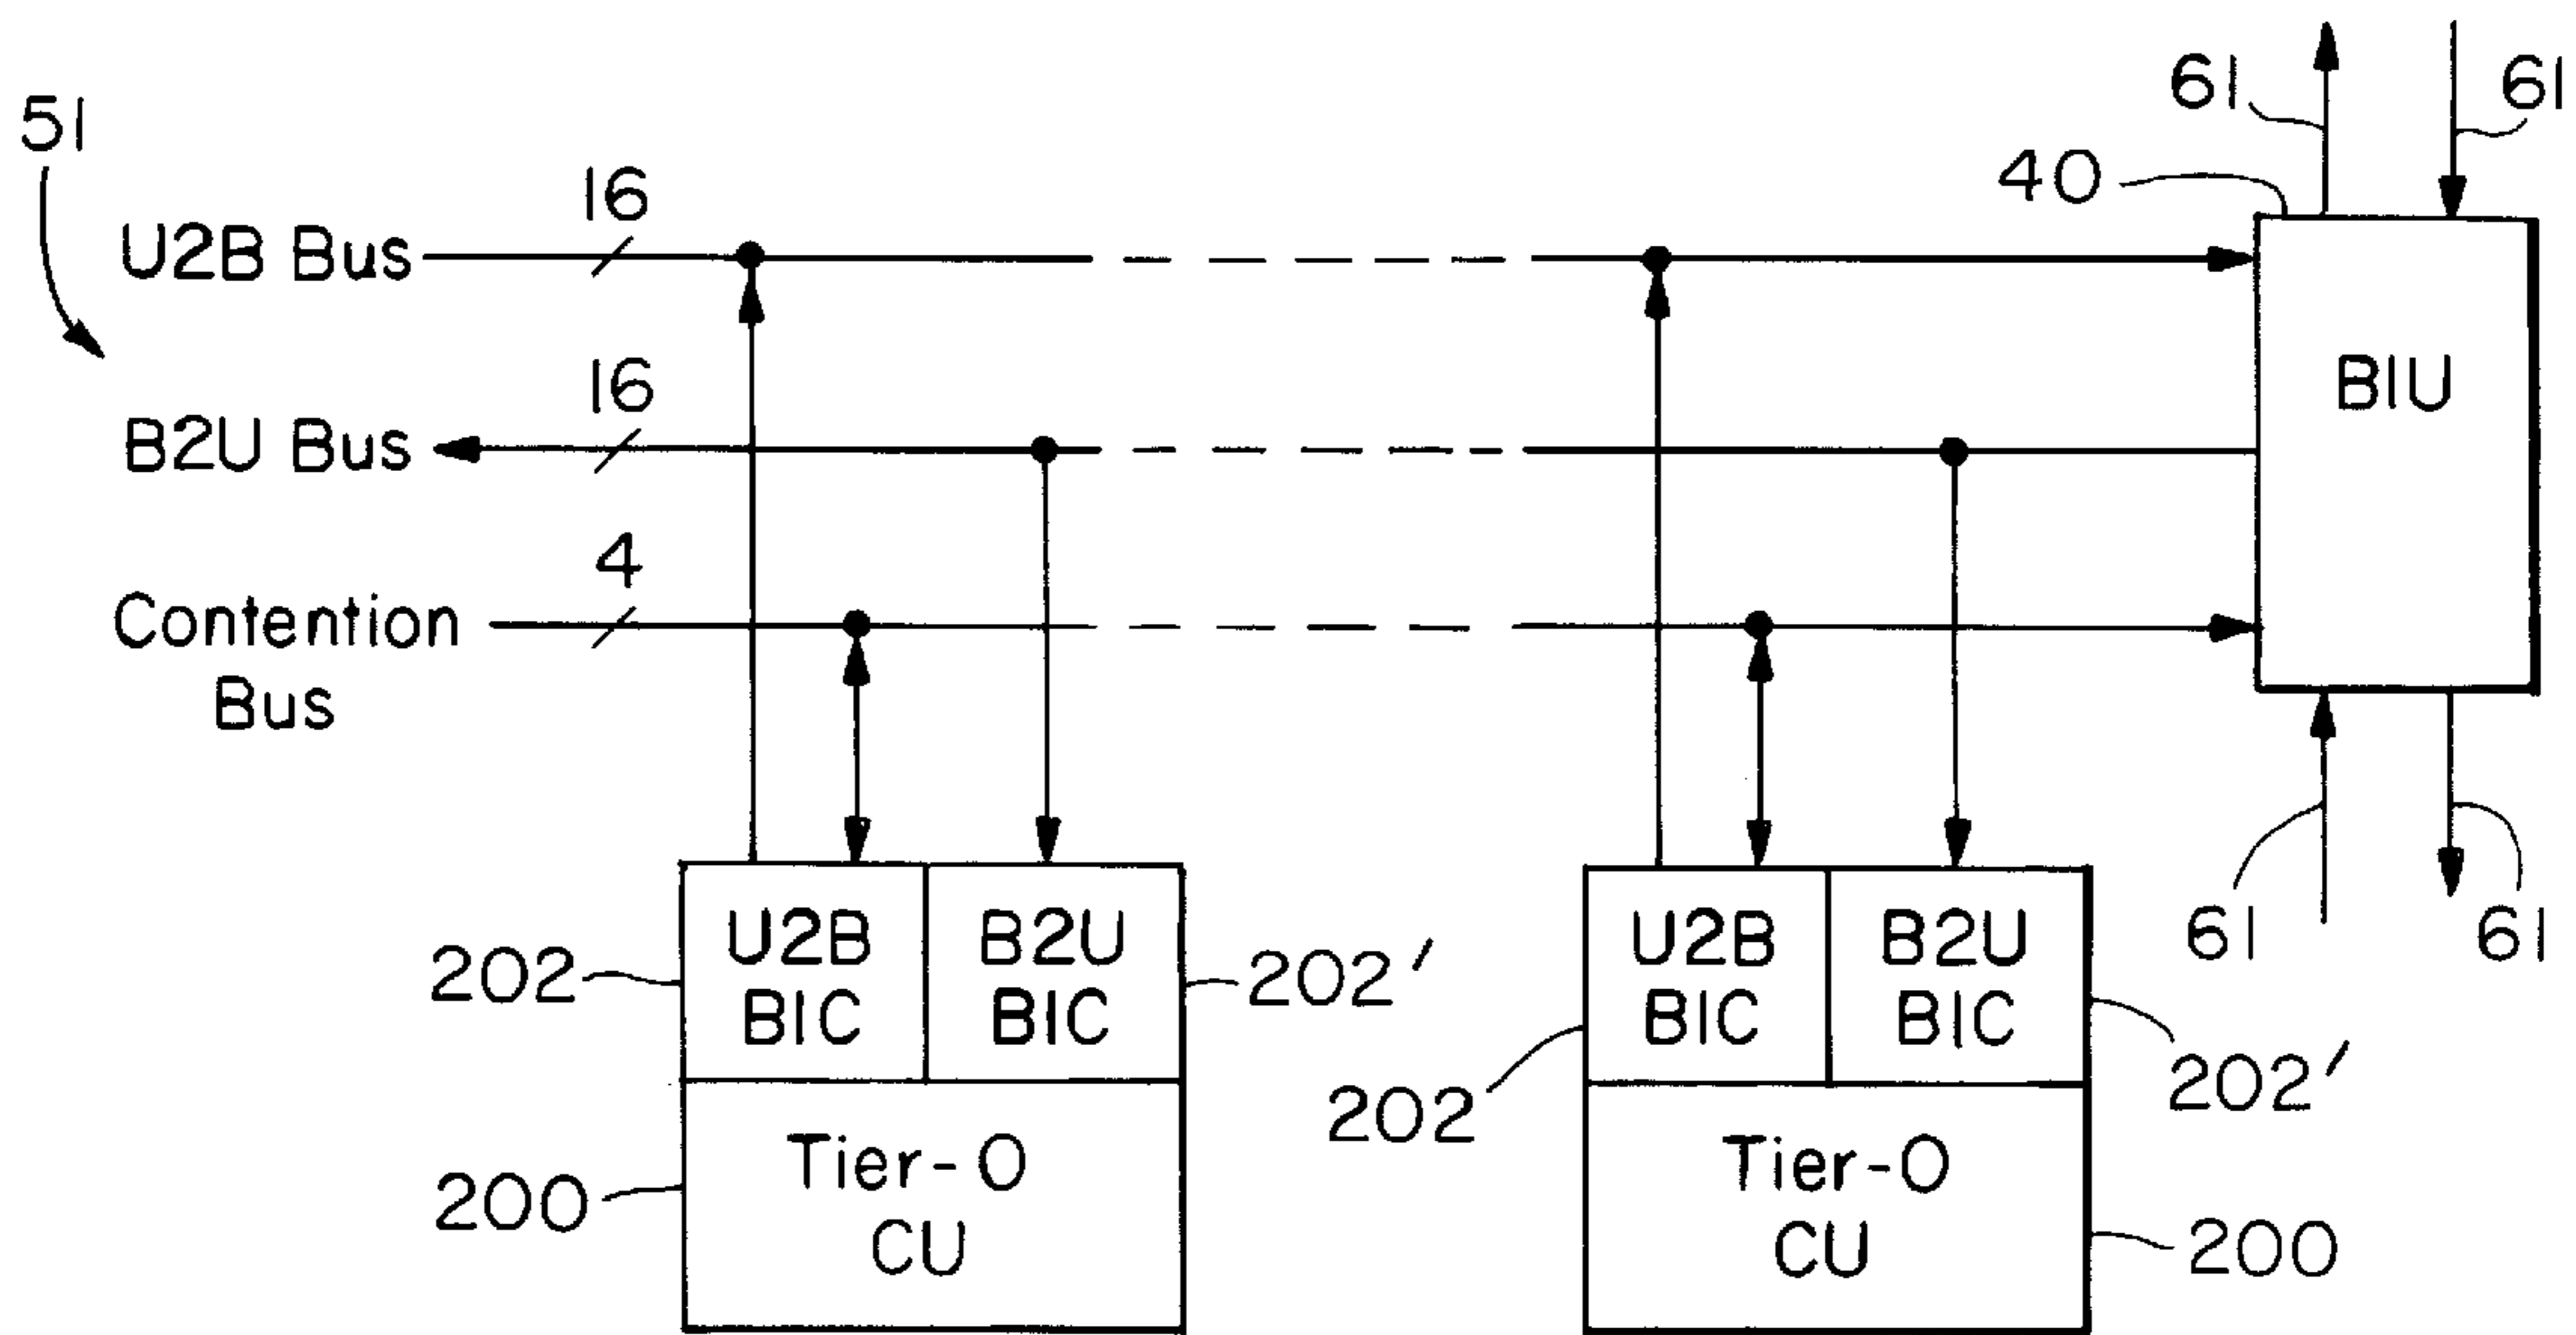 61
61
51
40
16
U2B Bus
BIU
16
B2U Bus
4
Contention
Bus
61
61
U2B
BIC
B2U
BIC
202
202'
U2B
BIC
B2U
BIC
202
202'
Tier-0
CU
200
Tier-0
CU
200